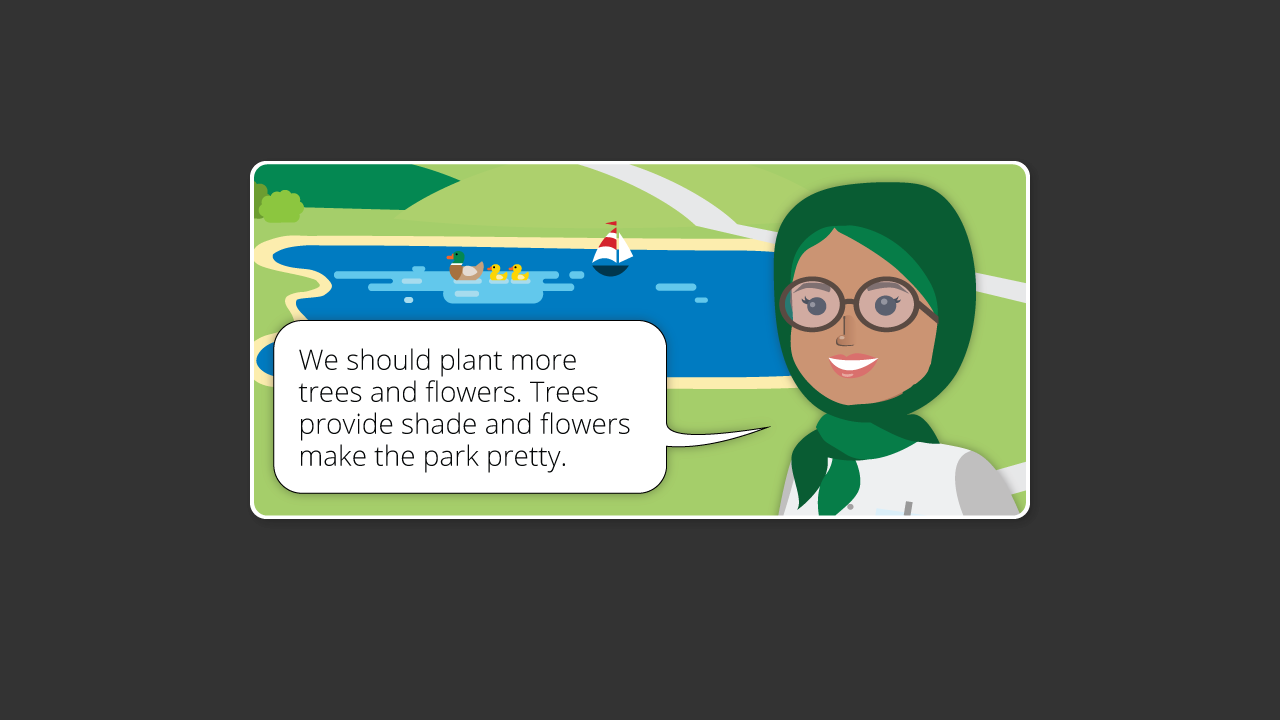 We should plant more
trees and flowers. Trees
provide shade and flowers
make the park pretty.